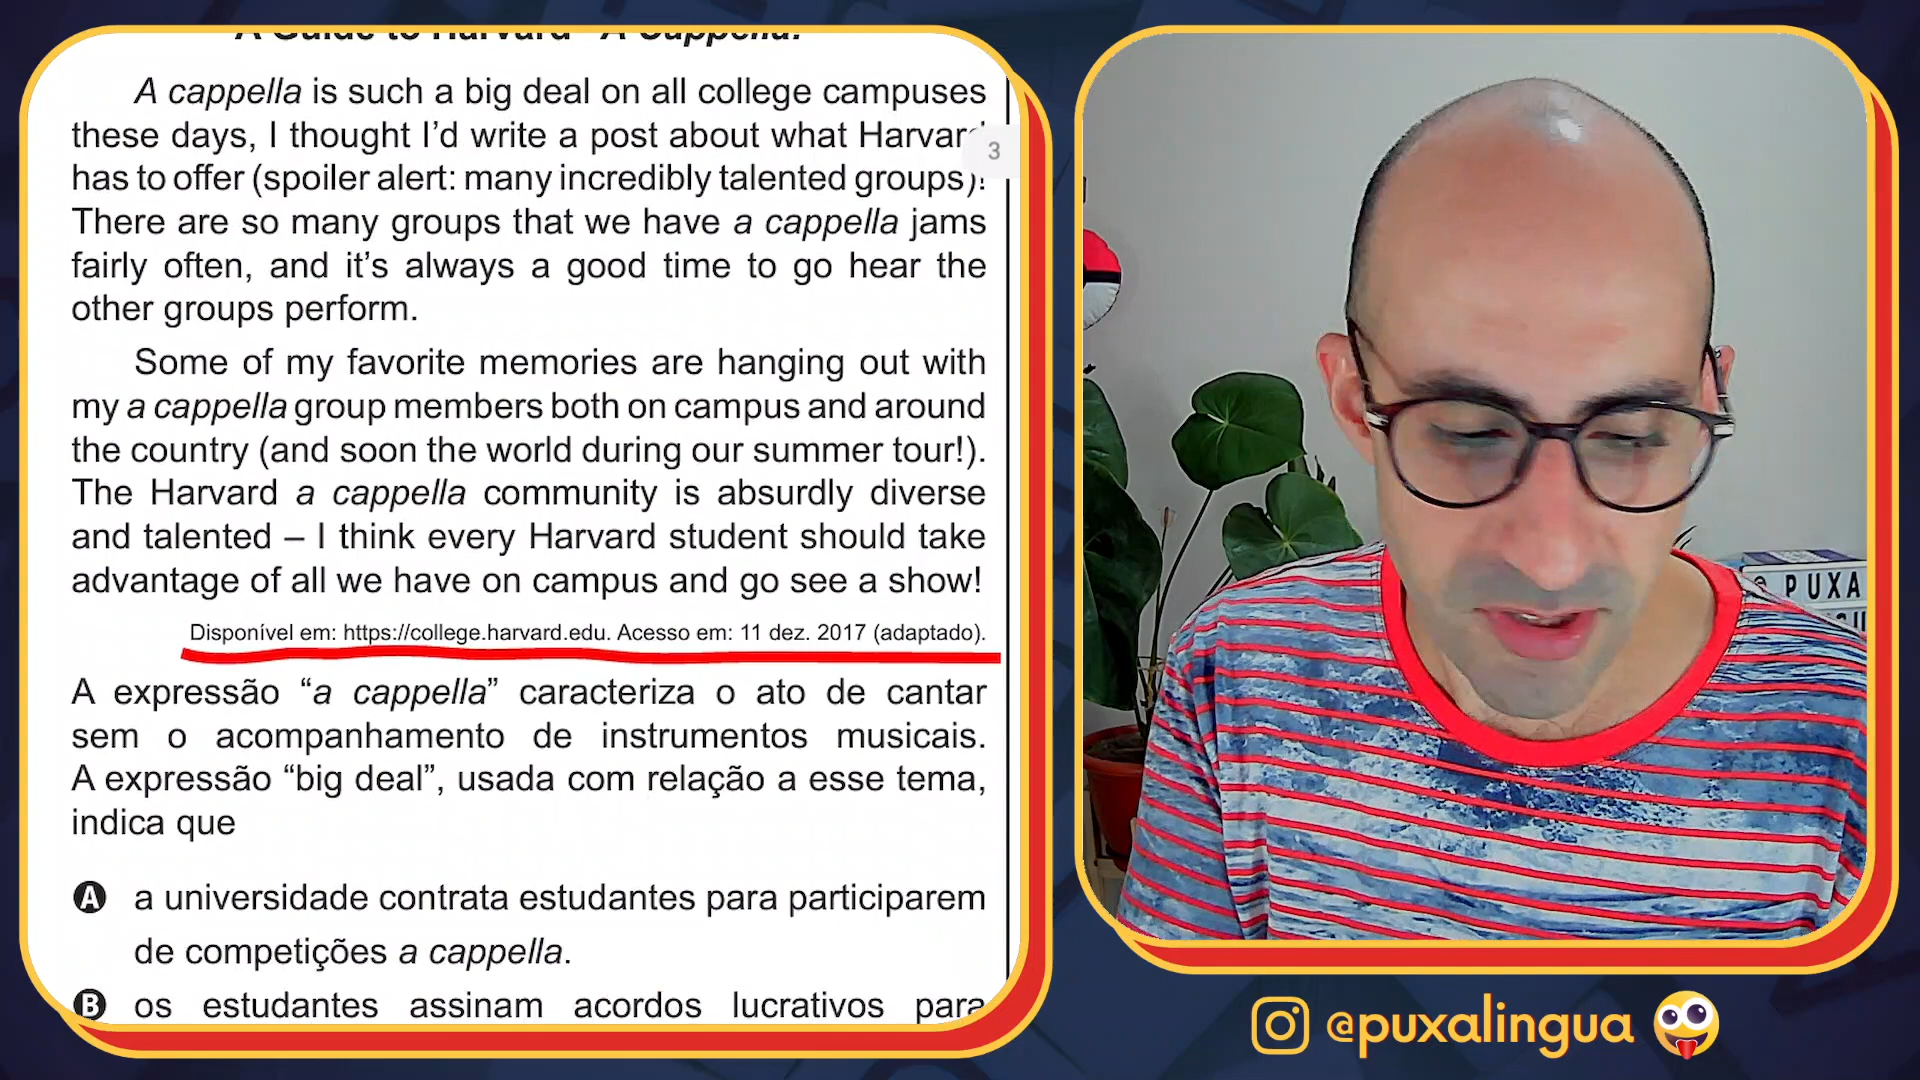 A Guide to Harvard A Cappella!
A cappella is such a big deal on all college campuses
these days, I thought I’d write a post about what Harvard
has to offer (spoiler alert: many incredibly talented groups)!
There are so many groups that we have a cappella jams
fairly often, and it’s always a good time to go hear the
other groups perform.
Some of my favorite memories are hanging out with
my a cappella group members both on campus and around
the country (and soon the world during our summer tour!).
The Harvard a cappella community is absurdly diverse
and talented – I think every Harvard student should take
advantage of all we have on campus and go see a show!
Disponível em: https://college.harvard.edu. Acesso em: 11 dez. 2017 (adaptado).
A expressão “a cappella” caracteriza o ato de cantar
sem o acompanhamento de instrumentos musicais.
A expressão “big deal”, usada com relação a esse tema,
indica que
A a universidade contrata estudantes para participarem
de competições a cappella.
B os estudantes assinam acordos lucrativos para
3
@ PUXA
@puxalingua